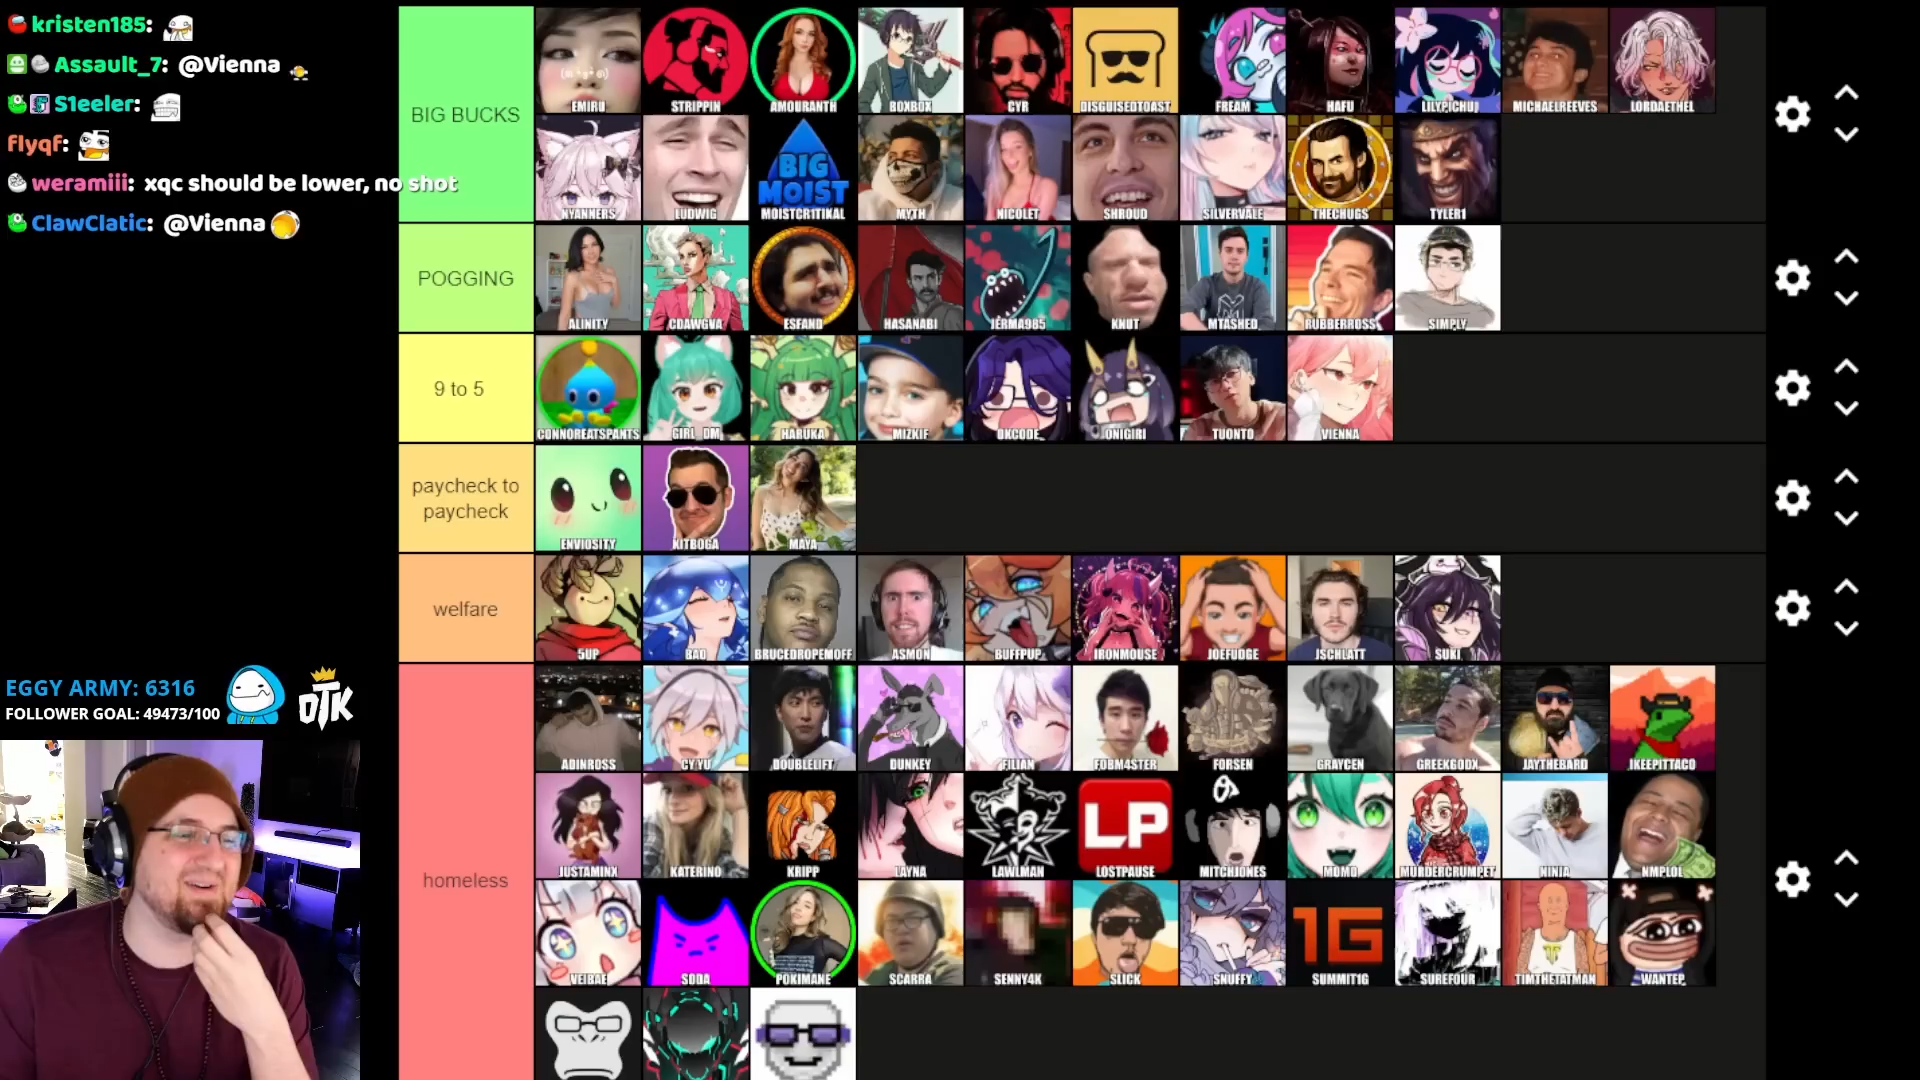 kristen185:
Assault_7: @Vienna
S1eeler:
flyqf:
weramiii: xqc should be lower, no shot
ClawClatic: @Vienna
BIG BUCKS
EMIRU
STRIPPIN
AMOURANTH
BOXBOX
CYR
DISGUISEDTOAST
FREAM
HAFU
LILYPICHU
MICHAELREEVES
LORDAETHEL
NYANNERS
LUDWIG
BIG
MOIST
MOISTCR1TIKAL
MYTH
NICOLET
SHROUD
SILVERVALE
THECHUGS
TYLER1
POGGING
ALINITY
CDAWGVA
ESFAND
HASANABI
JERMA985
KNUT
MTASHED
RUBBERROSS
SIMPLY
9 to 5
CONNOREATSPANTS
GIRL_DM
HARUKA
MIZKIF
DKCODE
ONIGIRI
TUONTO
VIENNA
paycheck to
paycheck
ENVIOSITY
KITBOGA
MAYA
welfare
5UP
BAO
BRUCEDROPEMOFF
ASMON
BUFFPUP
IRONMOUSE
JOEFUDGE
JSCHLATT
SUKI
homeless
ADINROSS
CY YU
DOUBLELIFT
DUNKEY
FILIAN
FOBM4STER
FORSEN
GRAYCEN
GREEKGODX
JAYTHEBARD
IKEEPITTACO
JUSTAMINX
KATERINO
KRIPP
LAYNA
LAWLMAN
LP
LOSTPAUSE
MITCHJONES
MOMO
MURDERCRUMPET
NINJA
NMPLOL
VEIBAE
SODA
POKIMANE
SCARRA
SENNY4K
SLICK
SNUFFY
1G
SUMMIT1G
SUREFOUR
TIMTHETATMAN
WANTEP
EGGY ARMY: 6316
FOLLOWER GOAL: 49473/100
OTK